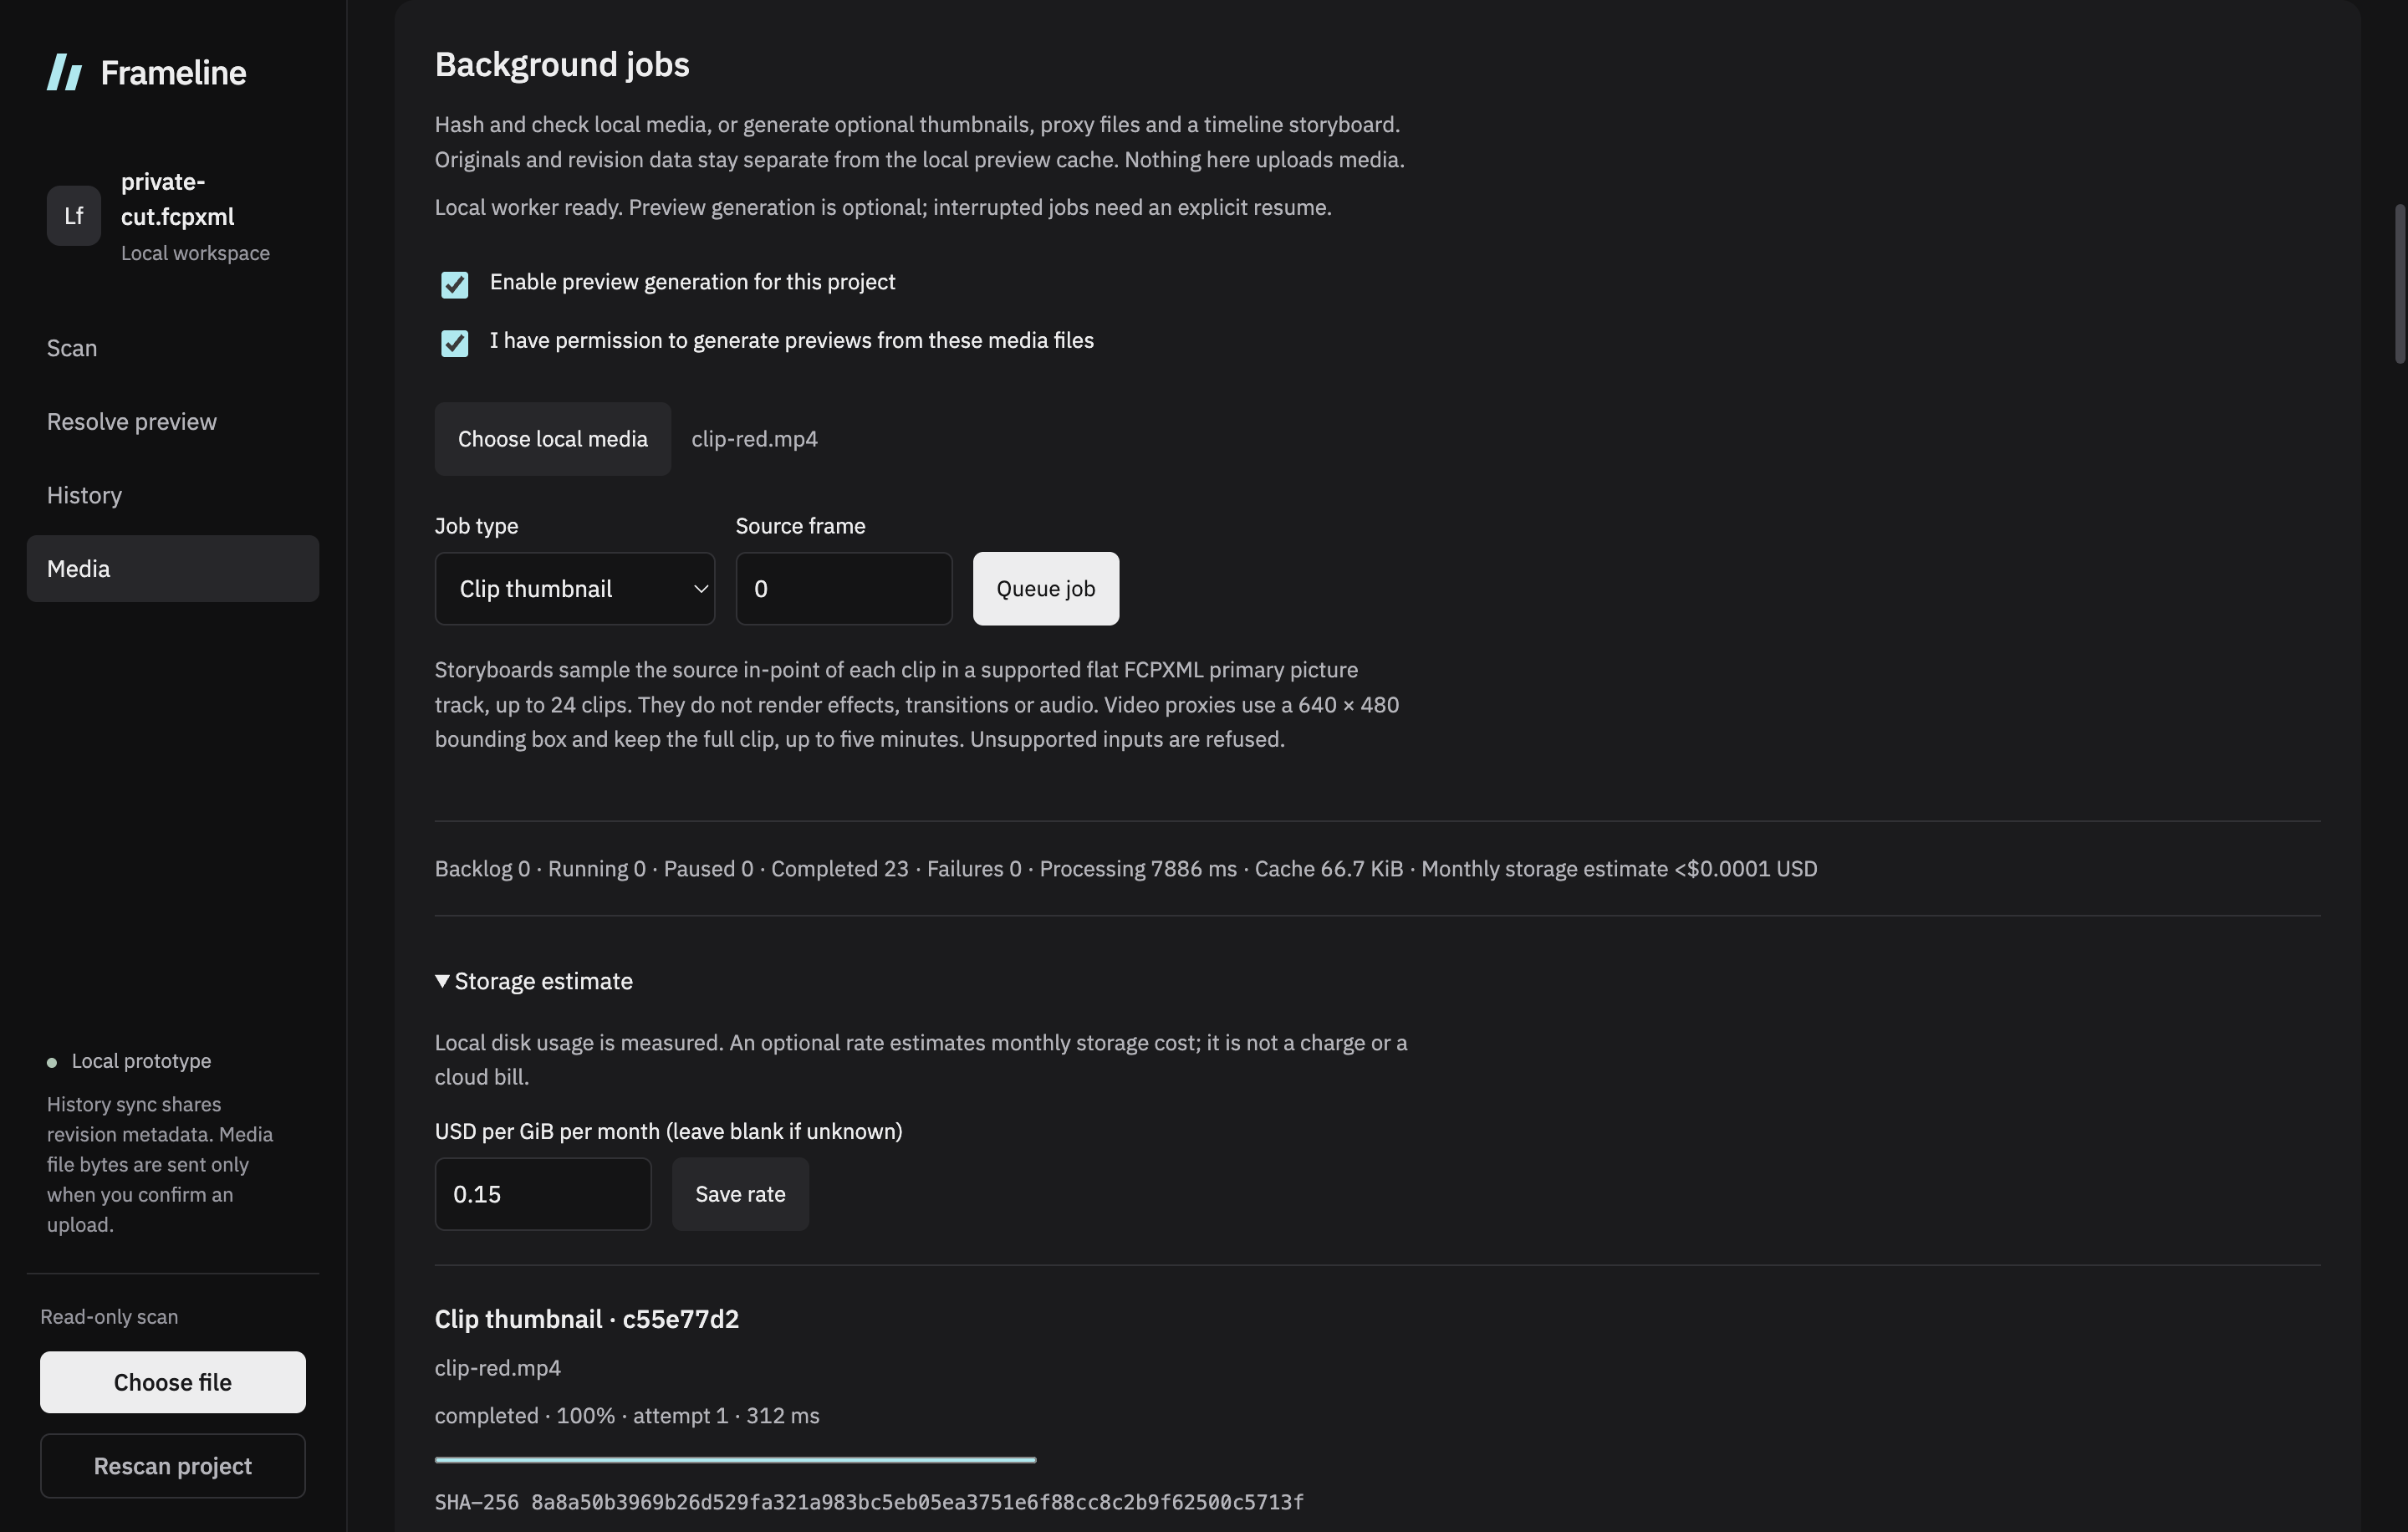 Frameline
Lf
private-
cut.fcpxml
Local workspace
Scan
Resolve preview
History
Media
Local prototype
History sync shares
revision metadata. Media
file bytes are sent only
when you confirm an
upload.
Read-only scan
Choose file
Rescan project
Background jobs
Hash and check local media, or generate optional thumbnails, proxy files and a timeline storyboard.
Originals and revision data stay separate from the local preview cache. Nothing here uploads media.
Local worker ready. Preview generation is optional; interrupted jobs need an explicit resume.
Enable preview generation for this project
I have permission to generate previews from these media files
Choose local media clip-red.mp4
Job type Source frame
Clip thumbnail 0 Queue job
Storyboards sample the source in-point of each clip in a supported flat FCPXML primary picture
track, up to 24 clips. They do not render effects, transitions or audio. Video proxies use a 640 × 480
bounding box and keep the full clip, up to five minutes. Unsupported inputs are refused.
Backlog 0 · Running 0 · Paused 0 · Completed 23 · Failures 0 · Processing 7886 ms · Cache 66.7 KiB · Monthly storage estimate <$0.0001 USD
▼ Storage estimate
Local disk usage is measured. An optional rate estimates monthly storage cost; it is not a charge or a
cloud bill.
USD per GiB per month (leave blank if unknown)
0.15 Save rate
Clip thumbnail · c55e77d2
clip-red.mp4
completed · 100% · attempt 1 · 312 ms
SHA-256 8a8a50b3969b26d529fa321a983bc5eb05ea3751e6f88cc8c2b9f62500c5713f